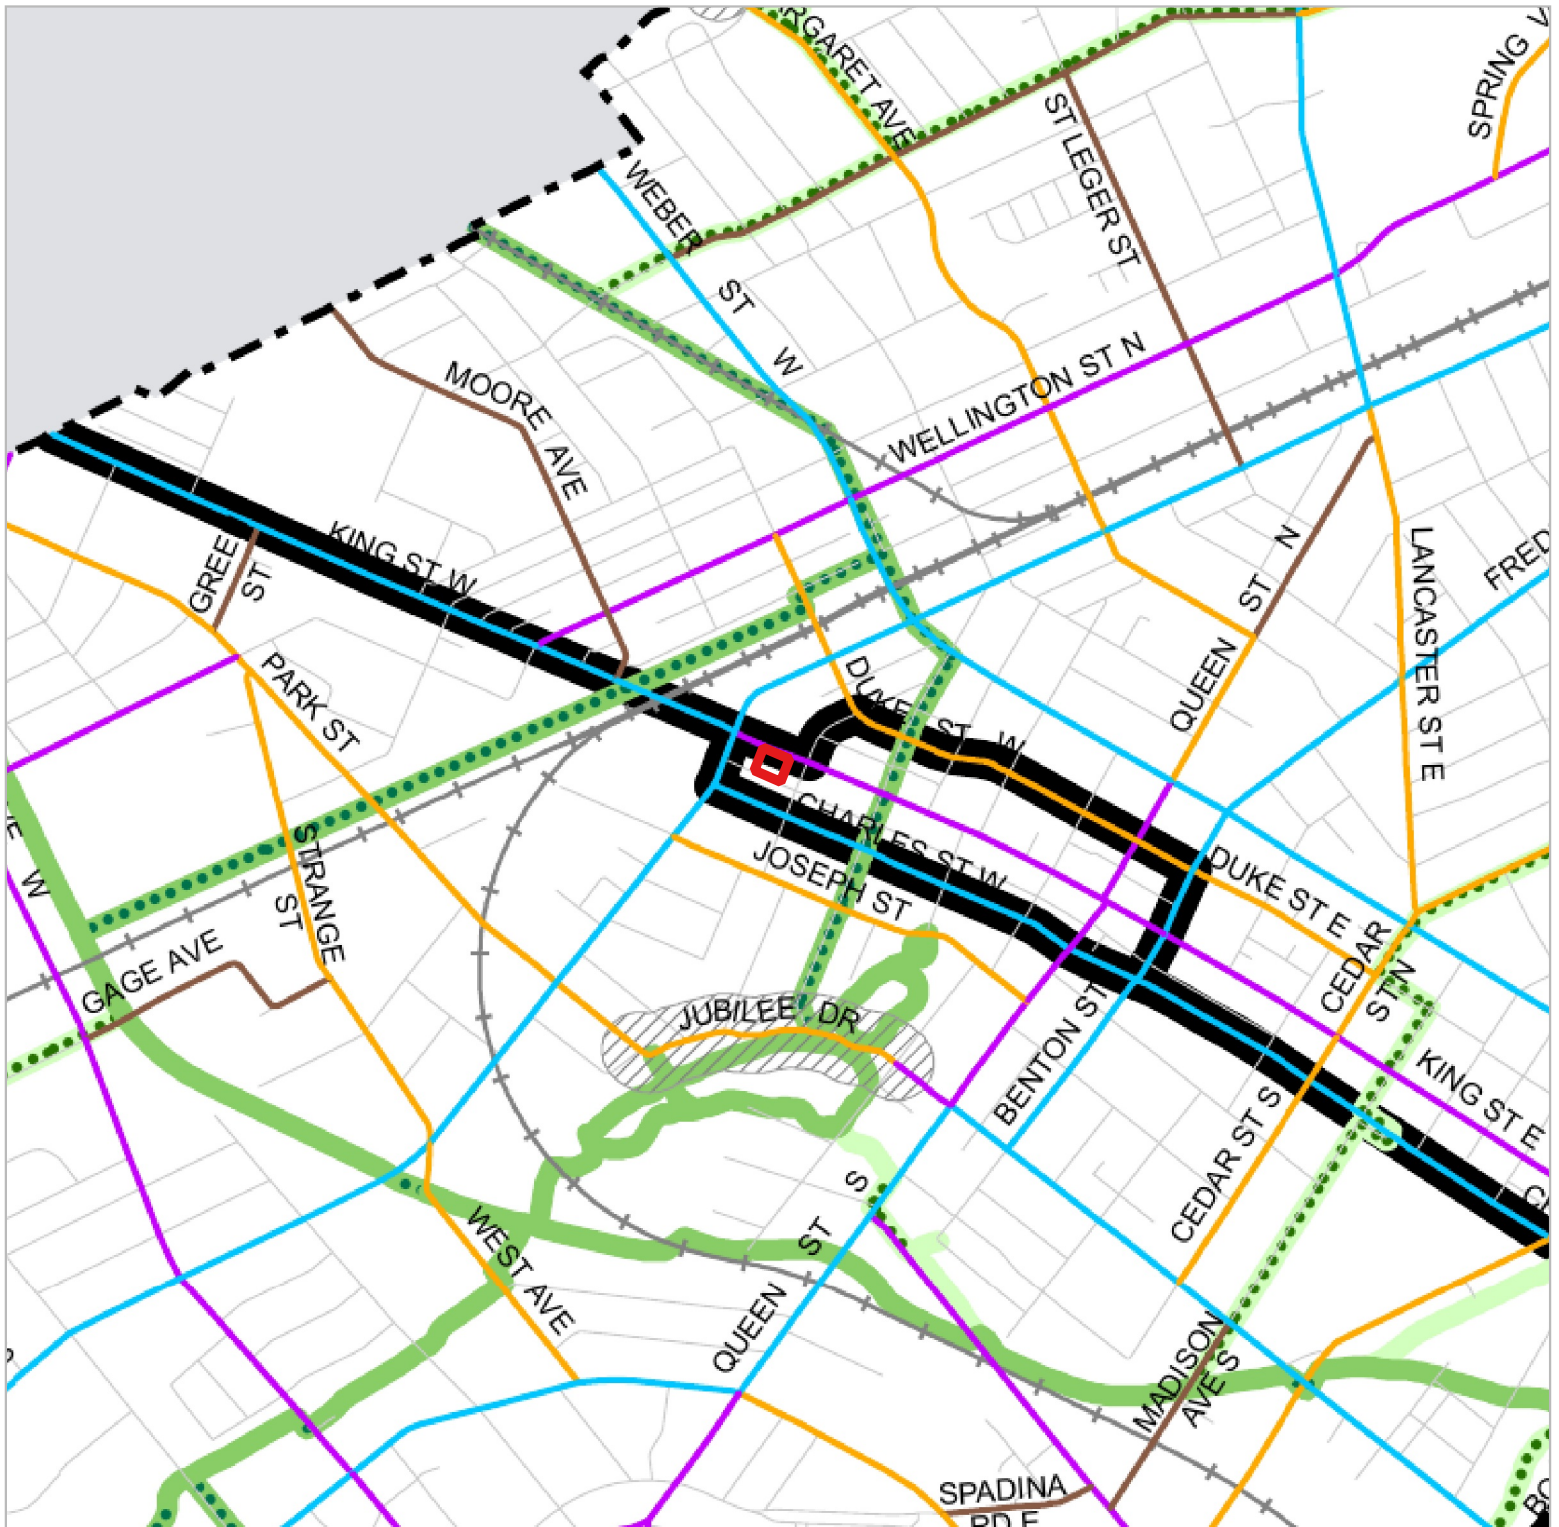 SPRING
ARGARET AVE
ST LEGER ST
WEBER
ST
W
WELLINGTON ST N
MOORE
AVE
KING ST W
GREE
ST
PARK ST
STRANGE
ST
W
GAGE AVE
DUKE ST W
CHARLES ST W
JOSEPH ST
JUBILEE DR
QUEEN
ST
N
LANCASTER ST E
FRED
DUKE ST E
CEDAR
ST N
BENTON ST
KING ST E
CEDAR ST S
S
ST
QUEEN
WEST AVE
MADISON
AVE S
SPADINA
RD E